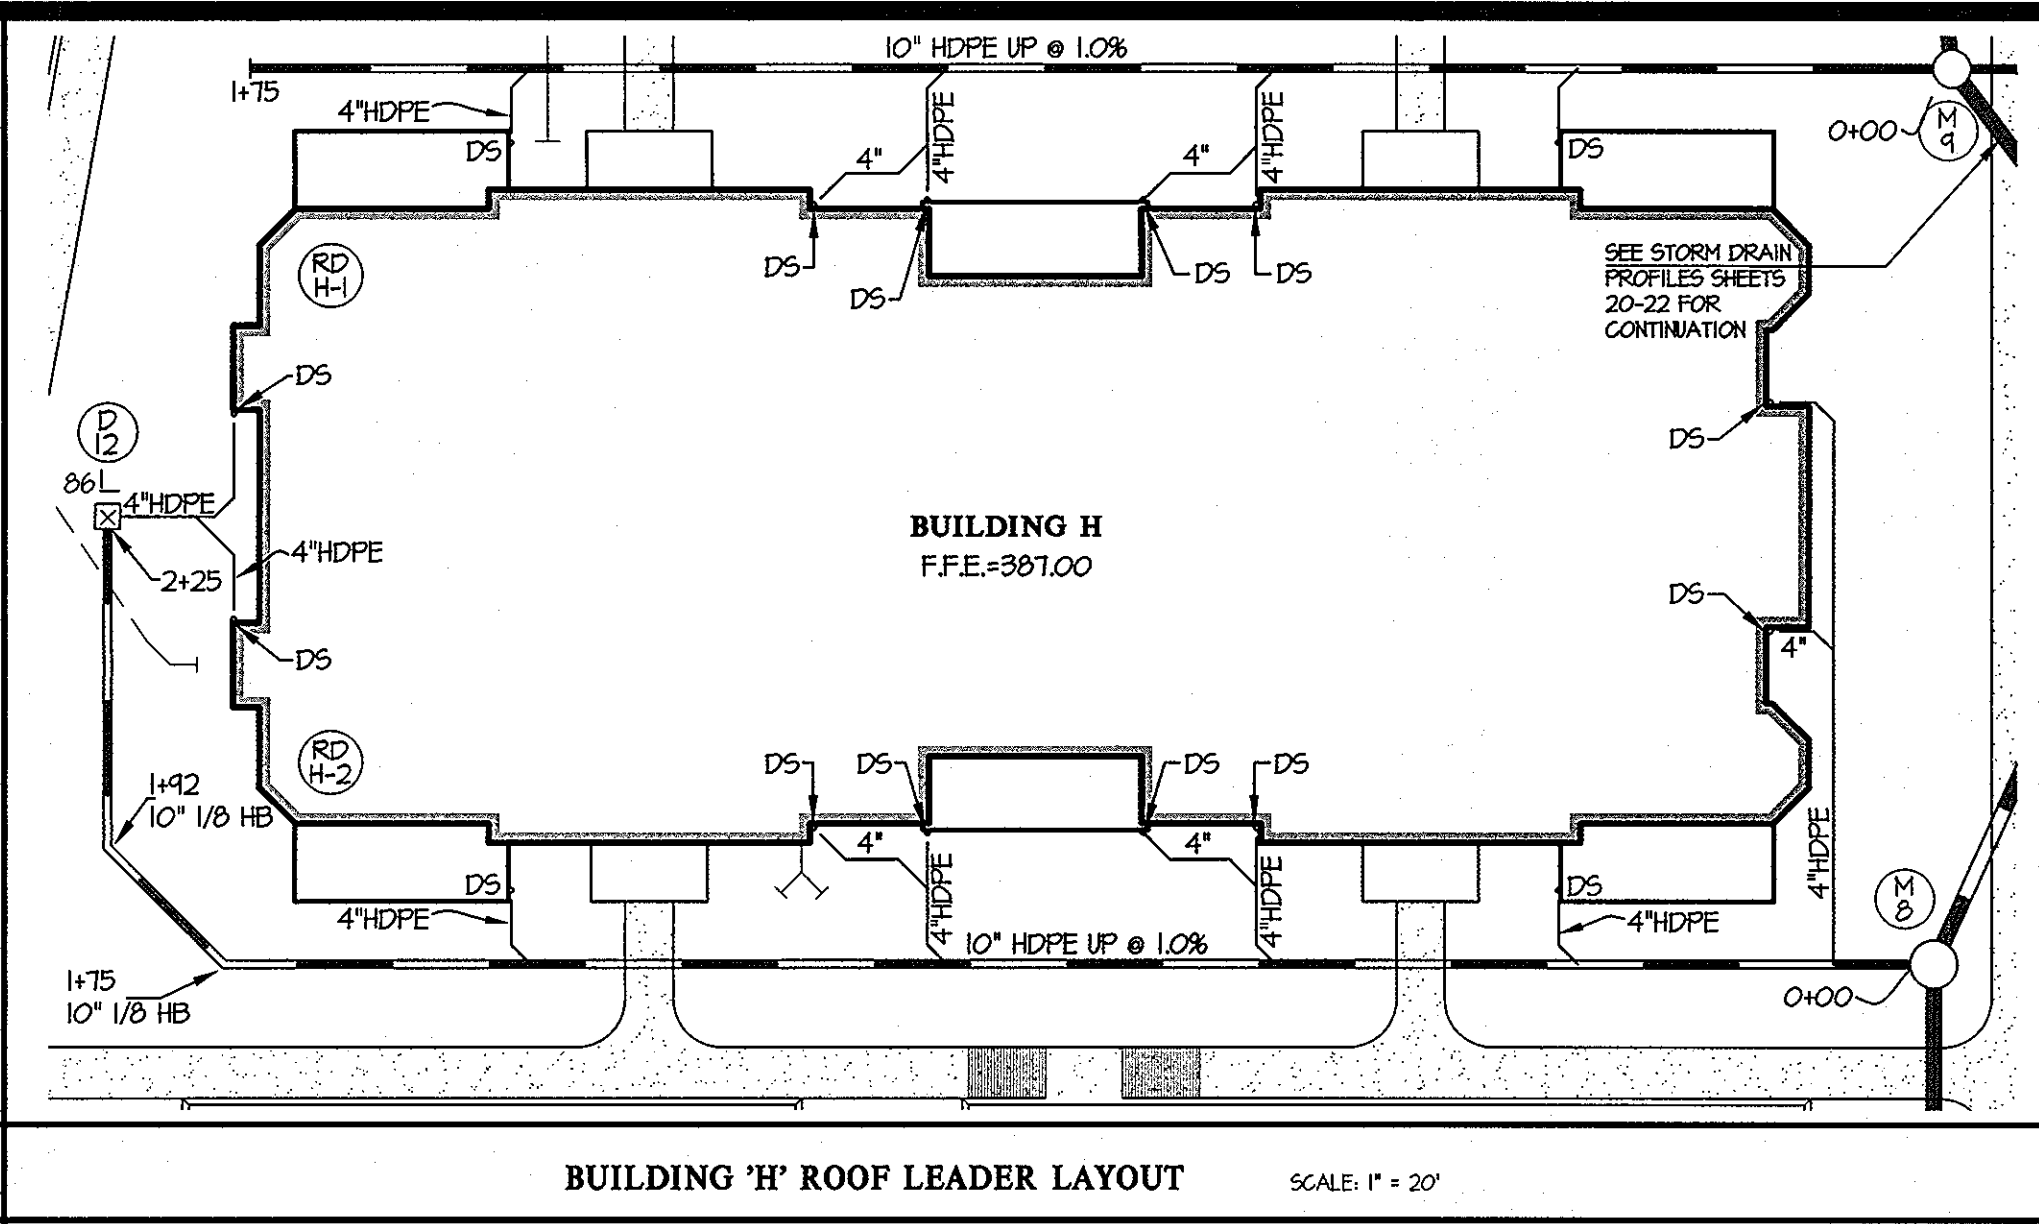 10" HDPE UP @ 1.0%
1+75
4"HDPE
DS
4"
4"HDPE
4"
4"HDPE
DS
0+00
M
9
RD
H-1
DS
DS
DS
DS
SEE STORM DRAIN
PROFILES SHEETS
20-22 FOR
CONTINUATION
DS
D
12
86
4"HDPE
DS
BUILDING H
F.F.E.=387.00
4"HDPE
2+25
DS
DS
4"
RD
H-2
DS
DS
DS
DS
1+92
10" 1/8 HB
4"
4"HDPE
4"
4"HDPE
4"HDPE
DS
DS
M
8
4"HDPE
4"HDPE
10" HDPE UP @ 1.0%
1+75
10" 1/8 HB
0+00
BUILDING 'H' ROOF LEADER LAYOUT
SCALE: 1" = 20'